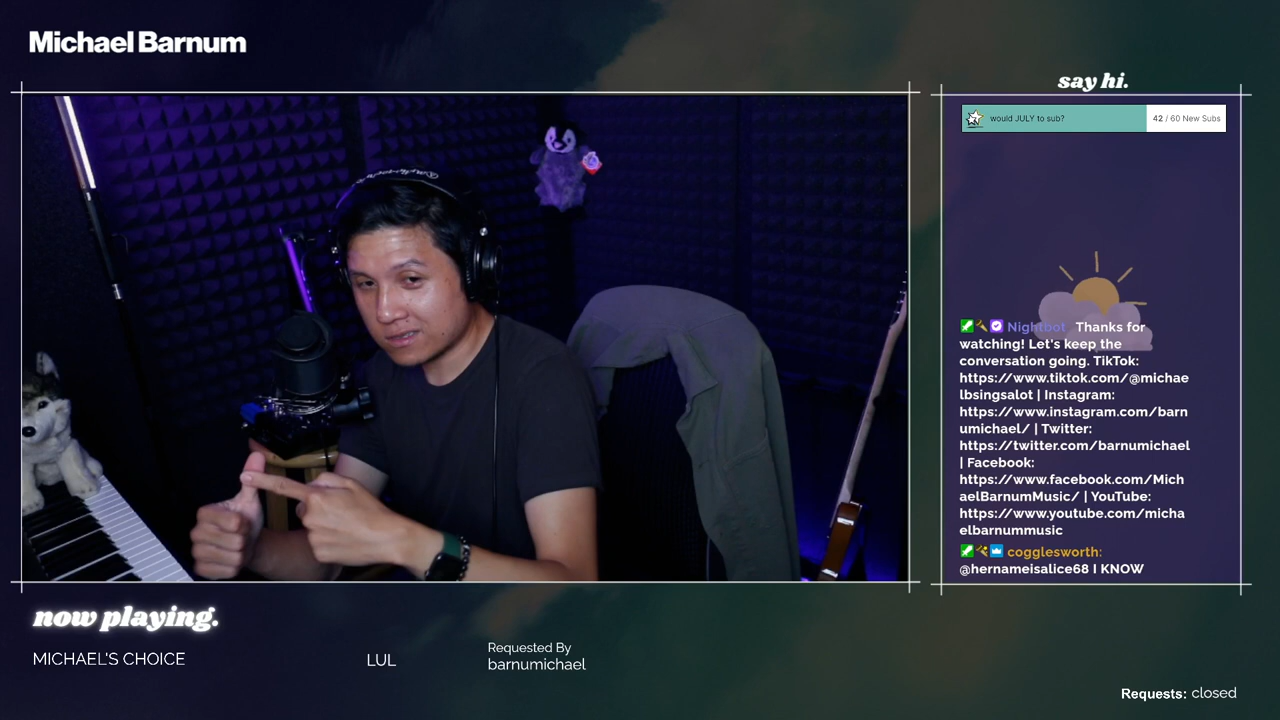 Michael Barnum
say hi.
would JULY to sub?
42 / 60 New Subs
Nightbot Thanks for
watching! Let's keep the
conversation going. TikTok:
https://www.tiktok.com/@michae
lbsingsalot | Instagram:
https://www.instagram.com/barn
umichael/ | Twitter:
https://twitter.com/barnumichael
| Facebook:
https://www.facebook.com/Mich
aelBarnumMusic/ | YouTube:
https://www.youtube.com/micha
elbarnummusic
cogglesworth:
@hernameisalice68 I KNOW
now playing.
MICHAEL'S CHOICE
LUL
Requested By
barnumichael
Requests: closed